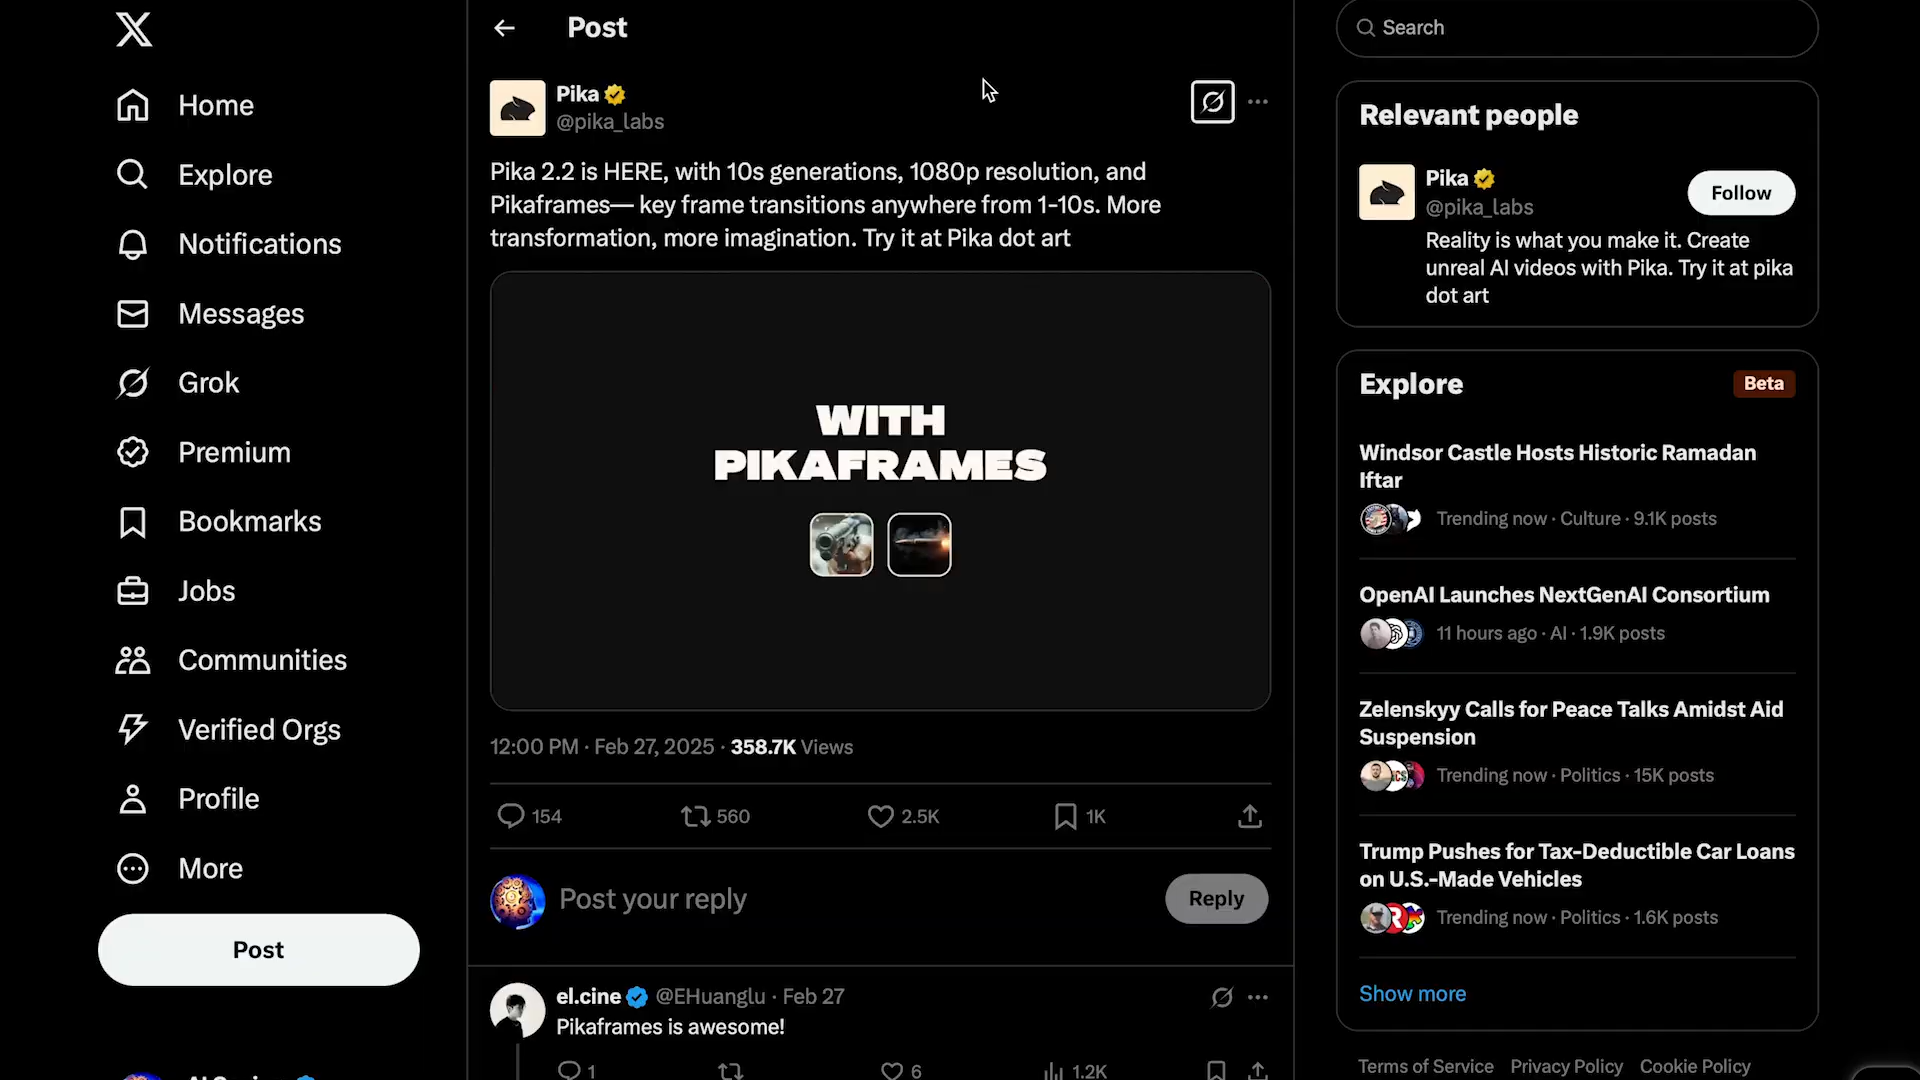 Home
Explore
Notifications
Messages
Grok
Premium
Bookmarks
Jobs
Communities
Verified Orgs
Profile
More
Post
Post
Pika
@pika_labs
Pika 2.2 is HERE, with 10s generations, 1080p resolution, and
Pikaframes— key frame transitions anywhere from 1-10s. More
transformation, more imagination. Try it at Pika dot art
WITH
PIKAFRAMES
12:00 PM · Feb 27, 2025 · 358.7K Views
154 560 2.5K 1K
Post your reply
Reply
el.cine @EHuanglu · Feb 27
Pikaframes is awesome!
1 6 1.2K
Search
Relevant people
Pika
@pika_labs
Follow
Reality is what you make it. Create
unreal AI videos with Pika. Try it at pika
dot art
Explore
Beta
Windsor Castle Hosts Historic Ramadan
Iftar
Trending now · Culture · 9.1K posts
OpenAI Launches NextGenAI Consortium
11 hours ago · AI · 1.9K posts
Zelenskyy Calls for Peace Talks Amidst Aid
Suspension
Trending now · Politics · 15K posts
Trump Pushes for Tax-Deductible Car Loans
on U.S.-Made Vehicles
Trending now · Politics · 1.6K posts
Show more
Terms of Service Privacy Policy Cookie Policy